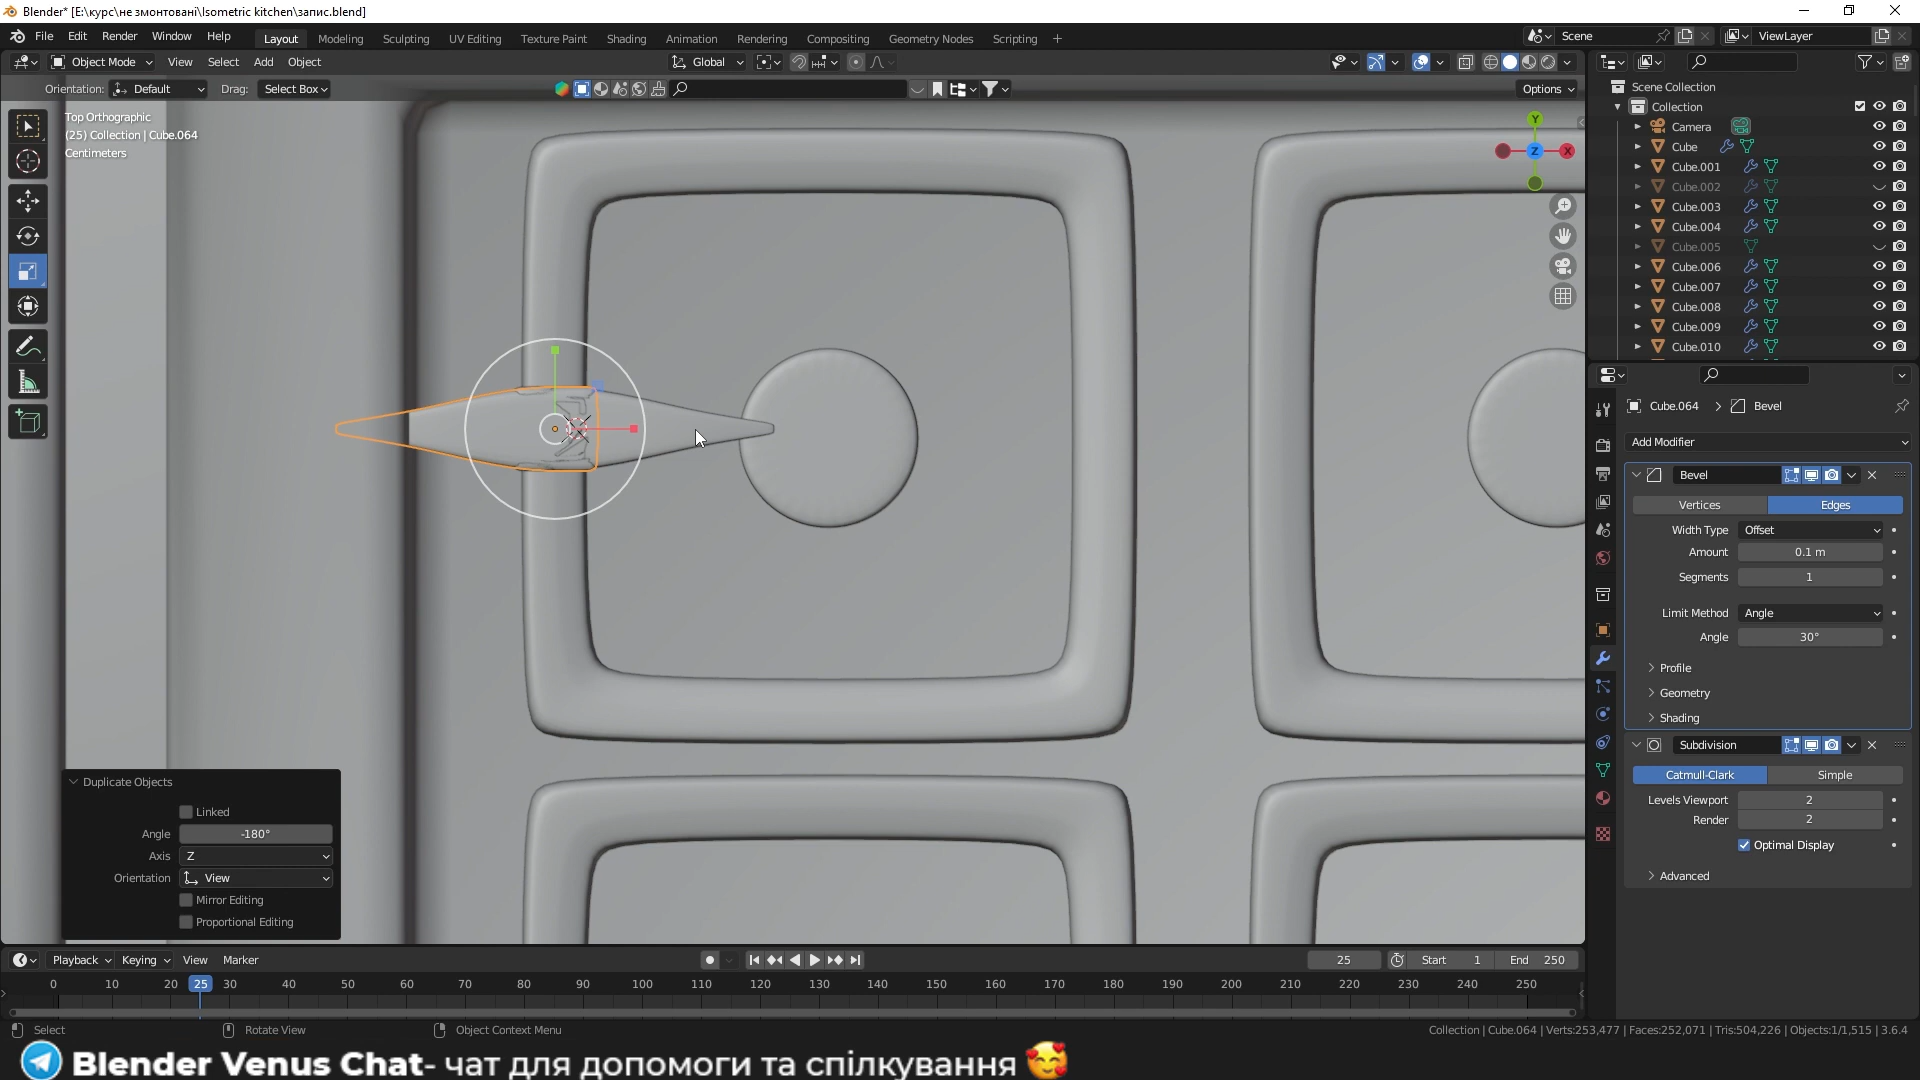 Blender* [E:\курс\не змонтовані\Isometric kitchen\запис.blend]
File Edit Render Window Help Layout Modeling Sculpting UV Editing Texture Paint Shading Animation Rendering Compositing Geometry Nodes Scripting + Scene ViewLayer
Object Mode View Select Add Object Global
Orientation: Default Drag: Select Box Options
Top Orthographic
(25) Collection | Cube.064
Centimeters
Y
Z
X
Scene Collection
Collection
Camera
Cube
Cube.001
Cube.002
Cube.003
Cube.004
Cube.005
Cube.006
Cube.007
Cube.008
Cube.009
Cube.010
Cube.064 Bevel
Add Modifier
Bevel
Vertices Edges
Width Type Offset
Amount 0.1 m
Segments 1
Limit Method Angle
Angle 30°
Profile
Geometry
Shading
Subdivision
Catmull-Clark Simple
Levels Viewport 2
Render 2
Optimal Display
Advanced
Duplicate Objects
Linked
Angle -180°
Axis Z
Orientation View
Mirror Editing
Proportional Editing
Playback Keying View Marker 25 Start 1 End 250
0 10 20 25 30 40 50 60 70 80 90 100 110 120 130 140 150 160 170 180 190 200 210 220 230 240 250
Select Rotate View Object Context Menu Collection | Cube.064 | Verts:253,477 | Faces:252,071 | Tris:504,226 | Objects:1/1,515 | 3.6.4
Blender Venus Chat- чат для допомоги та спілкування 🥰